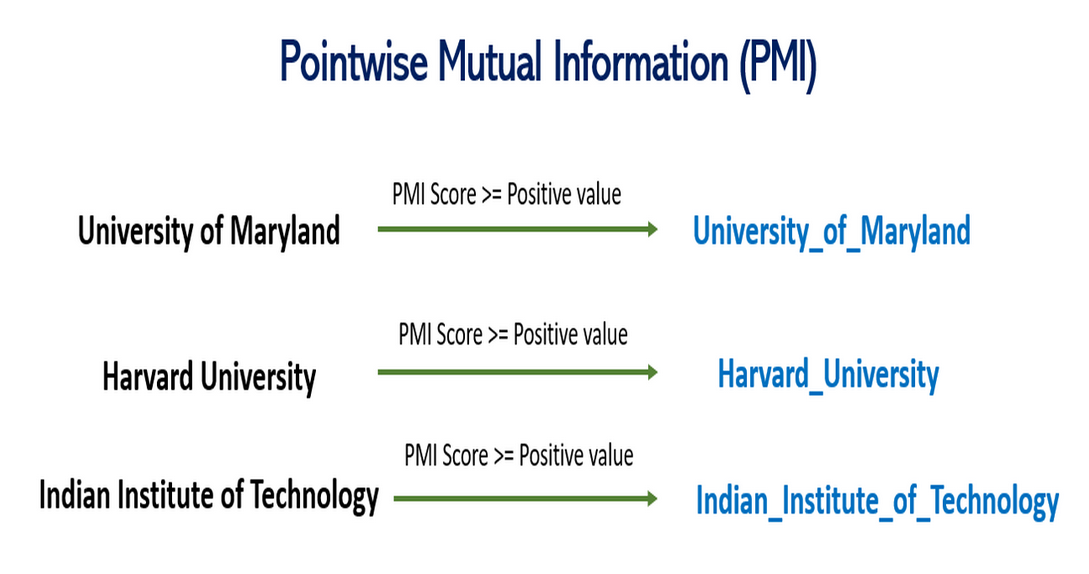 Pointwise Mutual Information (PMI)
PMI Score >= Positive value
University of Maryland
University_of_Maryland
PMI Score >= Positive value
Harvard University
Harvard_University
PMI Score >= Positive value
Indian Institute of Technology
Indian_Institute_of_Technology